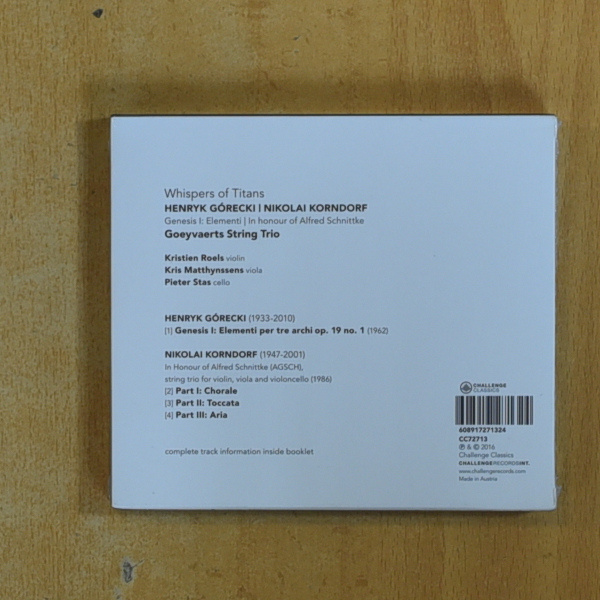 Whispers of Titans
HENRYK GÓRECKI | NIKOLAI KORNDORF
Genesis I: Elementi | In honour of Alfred Schnittke
Goeyvaerts String Trio
Kristien Roels violin
Kris Matthynssens viola
Pieter Stas cello
HENRYK GÓRECKI (1933-2010)
[1] Genesis I: Elementi per tre archi op. 19 no. 1 (1962)
NIKOLAI KORNDORF (1947-2001)
In Honour of Alfred Schnittke (AGSCH),
string trio for violin, viola and violoncello (1986)
[2] Part I: Chorale
[3] Part II: Toccata
[4] Part III: Aria
complete track information inside booklet
CHALLENGE
CLASSICS
608917271324
CC72713
℗ & © 2016
Challenge Classics
CHALLENGERECORDSINT.
www.challengerecords.com
Made in Austria